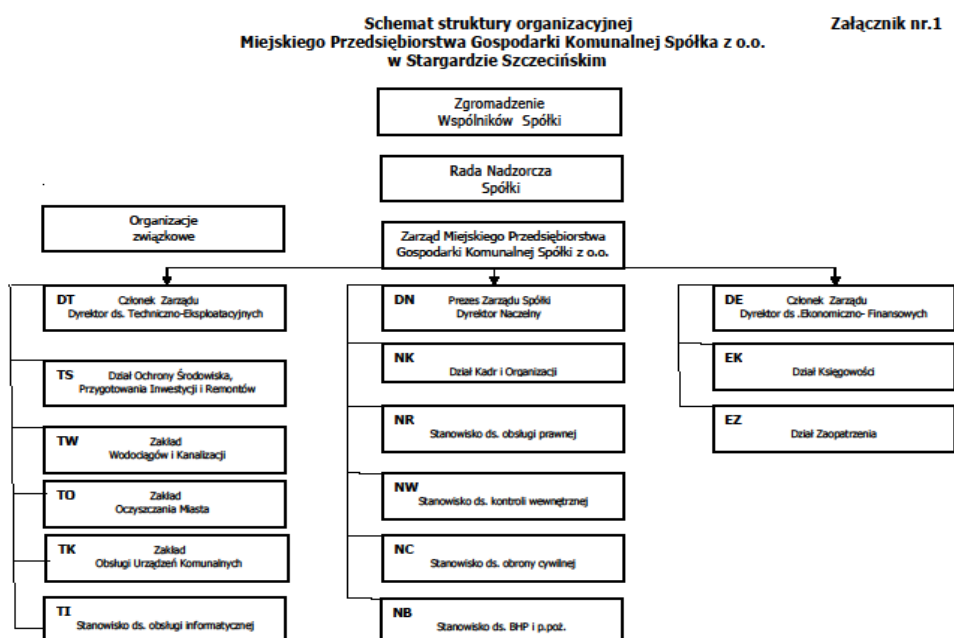 Schemat struktury organizacyjnej
Załącznik nr.1
Miejskiego Przedsiębiorstwa Gospodarki Komunalnej Spółka z o.o.
w Stargardzie Szczecińskim
Zgromadzenie
Wspólników Spółki
Rada Nadzorcza
Spółki
Organizacje
związkowe
Zarząd Miejskiego Przedsiębiorstwa
Gospodarki Komunalnej Spółki z o.o.
DT
Członek Zarządu
Dyrektor ds. Techniczno-Eksploatacyjnych
TS
Dział Ochrony Środowiska,
Przygotowania Inwestycji i Remontów
TW
Zakład
Wodociągów i Kanalizacji
TO
Zakład
Oczyszczania Miasta
TK
Zakład
Obsługi Urządzeń Komunalnych
TI
Stanowisko ds. obsługi informatycznej
DN
Prezes Zarządu Spółki
Dyrektor Naczelny
NK
Dział Kadr i Organizacji
NR
Stanowisko ds. obsługi prawnej
NW
Stanowisko ds. kontroli wewnętrznej
NC
Stanowisko ds. obrony cywilnej
NB
Stanowisko ds. BHP i p.poż.
DE
Członek Zarządu
Dyrektor ds .Ekonomiczno- Finansowych
EK
Dział Księgowości
EZ
Dział Zaopatrzenia